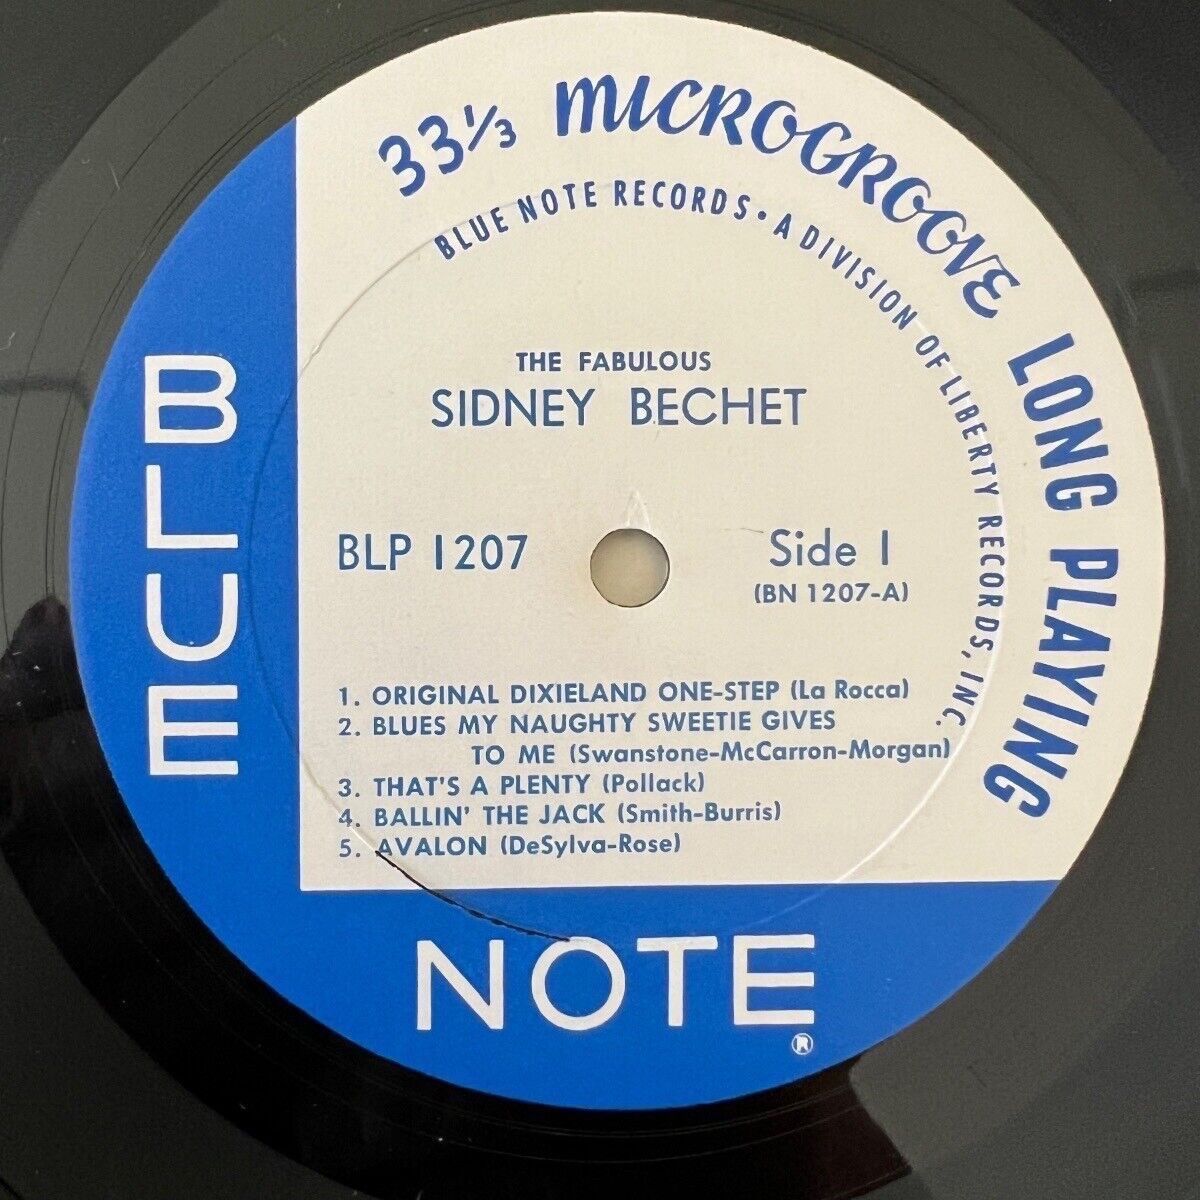 33⅓ MICROGROOVE LONG PLAYING
BLUE NOTE RECORDS • A DIVISION OF LIBERTY RECORDS, INC.
THE FABULOUS
SIDNEY BECHET
BLP 1207
Side 1
(BN 1207-A)
1. ORIGINAL DIXIELAND ONE-STEP (La Rocca)
2. BLUES MY NAUGHTY SWEETIE GIVES
TO ME (Swanstone-McCarron-Morgan)
3. THAT'S A PLENTY (Pollack)
4. BALLIN' THE JACK (Smith-Burris)
5. AVALON (DeSylva-Rose)
BLUE
NOTE
®